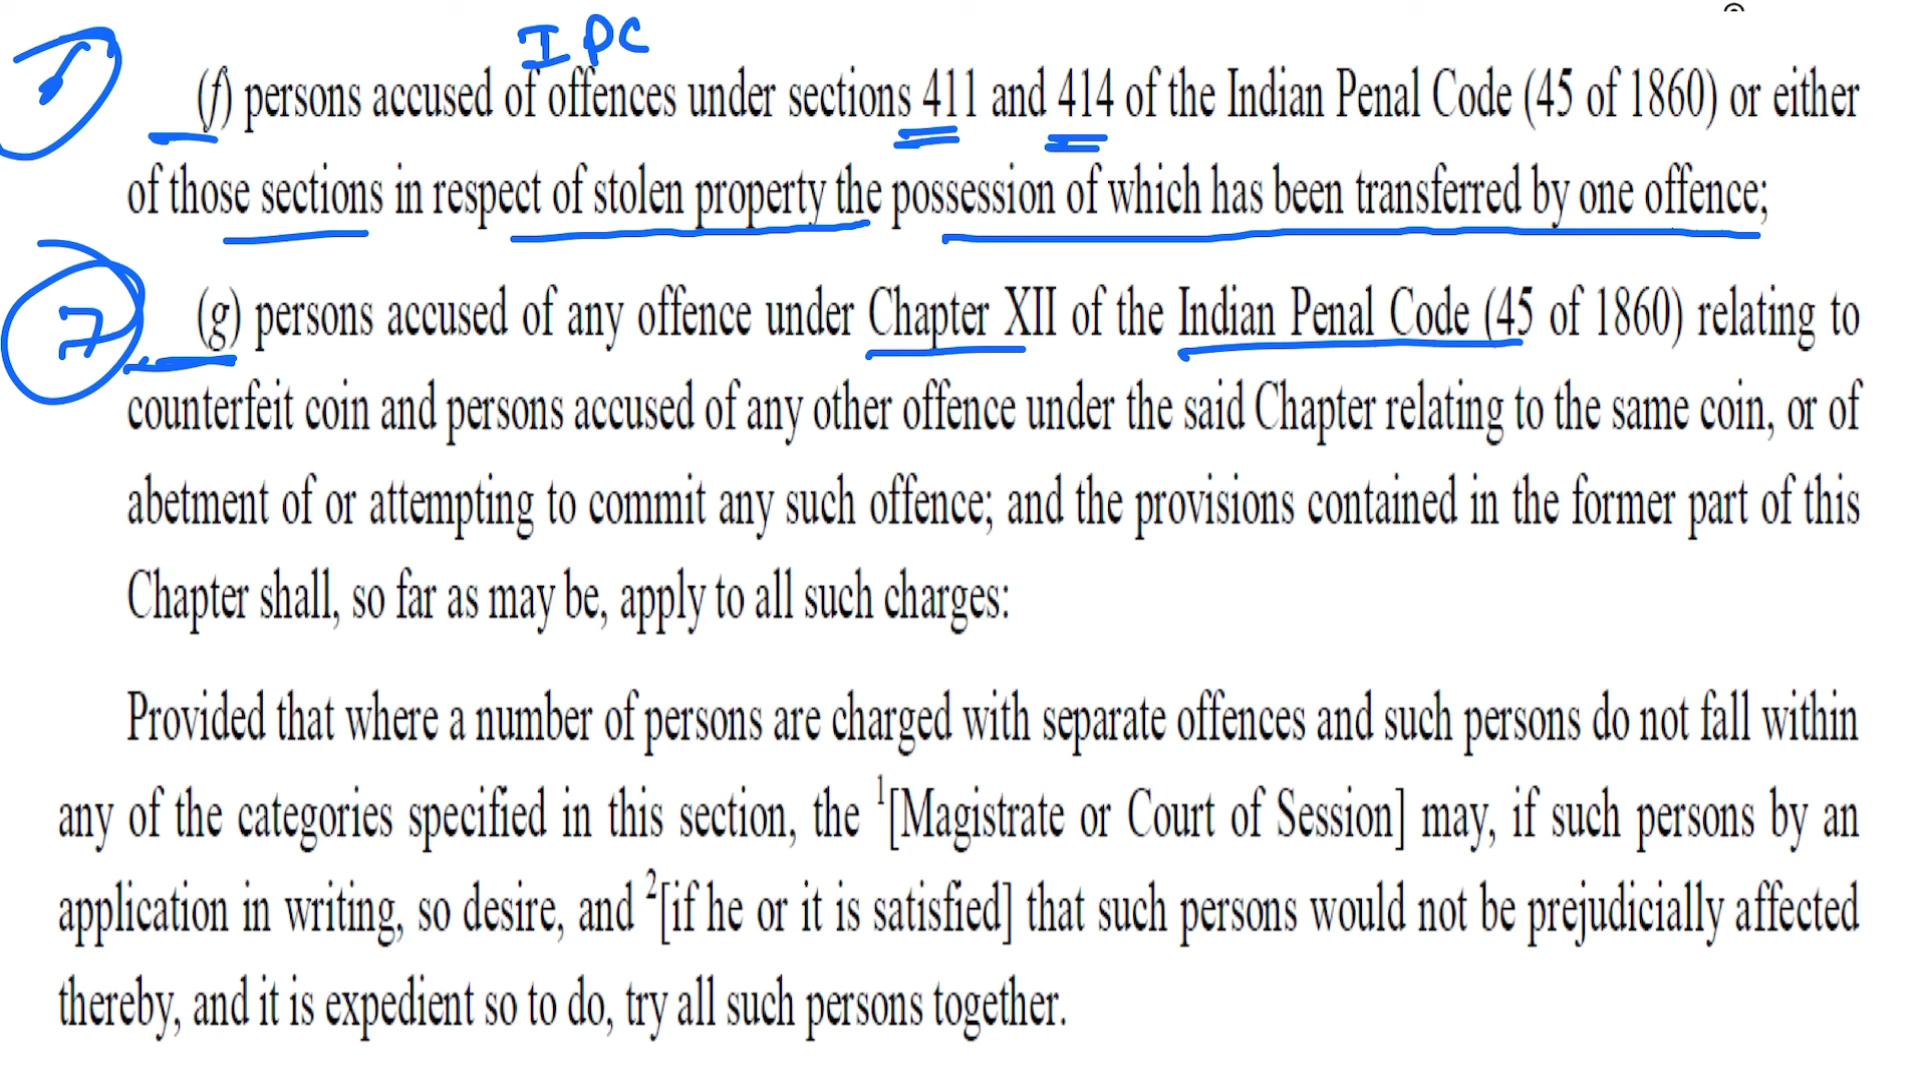 IPC
(f) persons accused of offences under sections 411 and 414 of the Indian Penal Code (45 of 1860) or either
of those sections in respect of stolen property the possession of which has been transferred by one offence;
7
(g) persons accused of any offence under Chapter XII of the Indian Penal Code (45 of 1860) relating to
counterfeit coin and persons accused of any other offence under the said Chapter relating to the same coin, or of
abetment of or attempting to commit any such offence; and the provisions contained in the former part of this
Chapter shall, so far as may be, apply to all such charges:
Provided that where a number of persons are charged with separate offences and such persons do not fall within
any of the categories specified in this section, the 1[Magistrate or Court of Session] may, if such persons by an
application in writing, so desire, and 2[if he or it is satisfied] that such persons would not be prejudicially affected
thereby, and it is expedient so to do, try all such persons together.